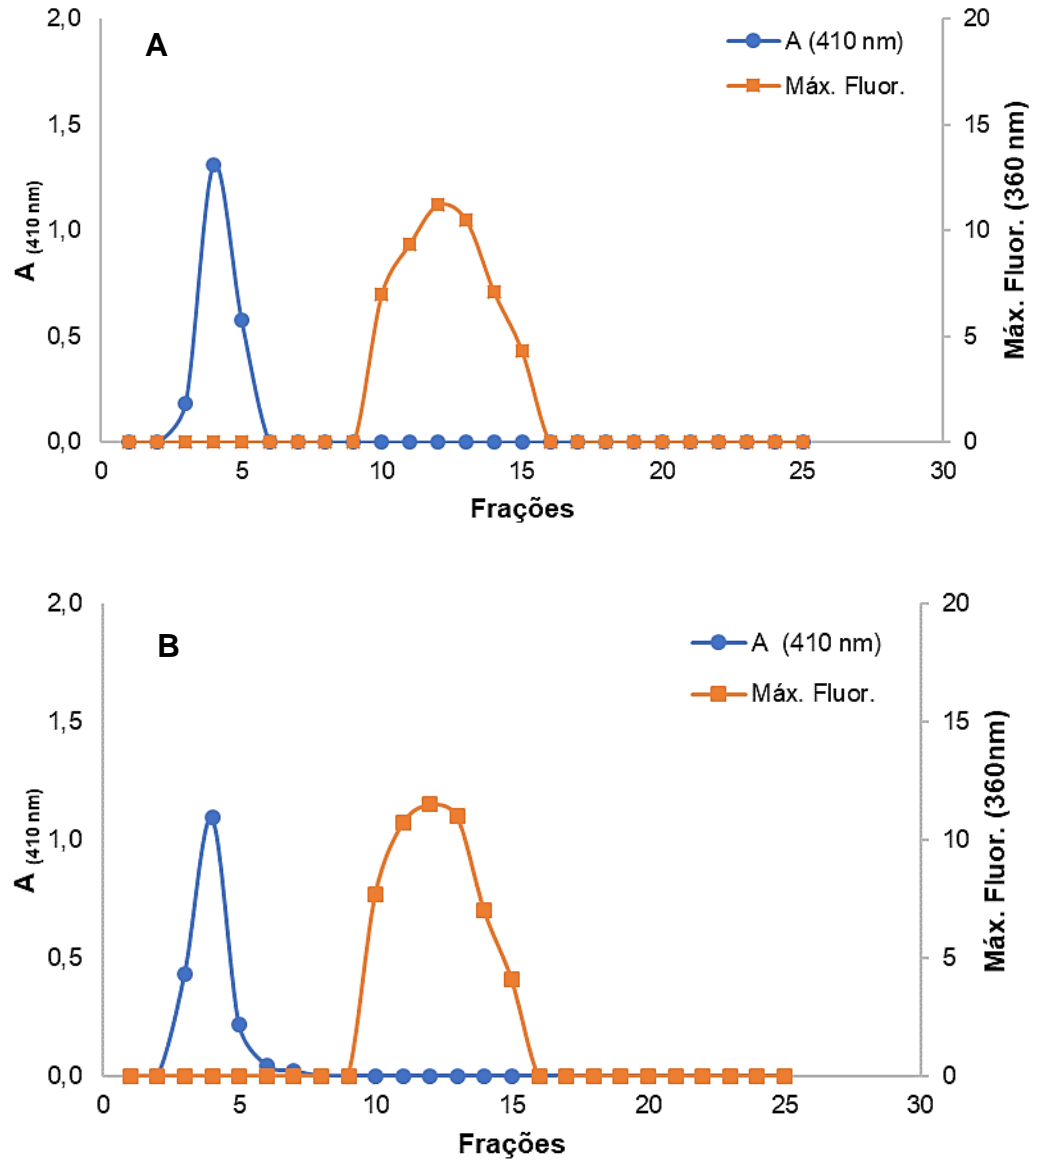 2,0
20
A
A (410 nm)
Máx. Fluor.
1,5
15
1,0
10
0,5
5
0,0
0
A (410 nm)
Máx. Fluor. (360 nm)
0 5 10 15 20 25 30
Frações
2,0
20
B
A (410 nm)
Máx. Fluor.
1,5
15
1,0
10
0,5
5
0,0
0
A (410 nm)
Máx. Fluor. (360nm)
0 5 10 15 20 25 30
Frações